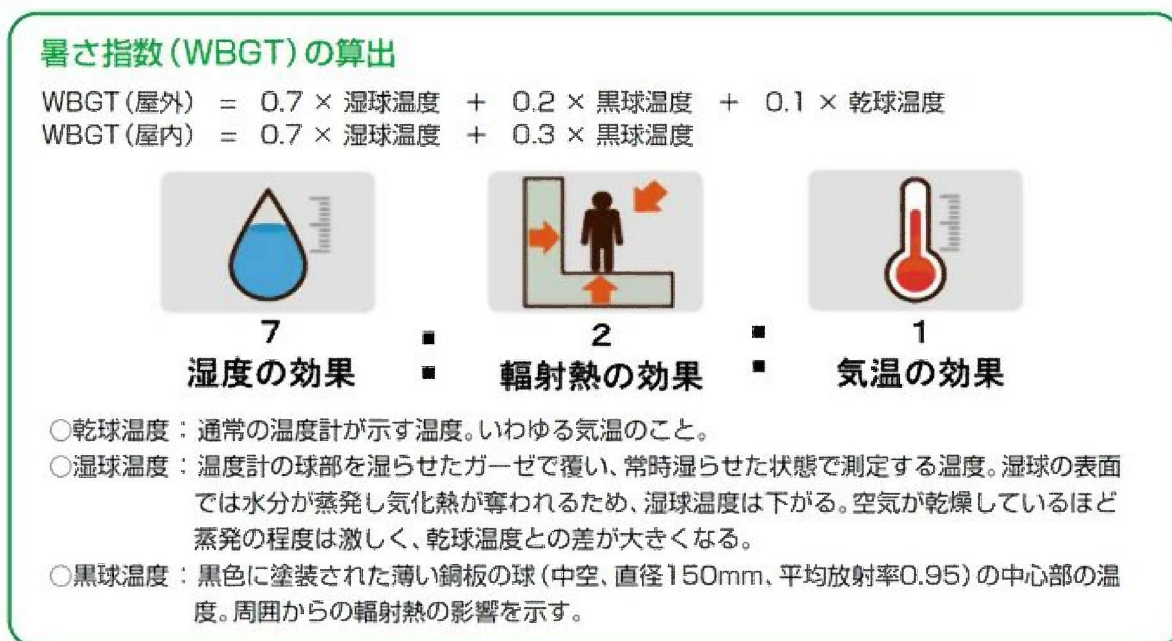 暑さ指数(WBGT)の算出
WBGT(屋外) = 0.7 × 湿球温度 + 0.2 × 黒球温度 + 0.1 × 乾球温度
WBGT(屋内) = 0.7 × 湿球温度 + 0.3 × 黒球温度
7 : 2 : 1
湿度の効果 輻射熱の効果 気温の効果
○乾球温度:通常の温度計が示す温度。いわゆる気温のこと。
○湿球温度:温度計の球部を湿らせたガーゼで覆い、常時湿らせた状態で測定する温度。湿球の表面
では水分が蒸発し気化熱が奪われるため、湿球温度は下がる。空気が乾燥しているほど
蒸発の程度は激しく、乾球温度との差が大きくなる。
○黒球温度:黒色に塗装された薄い銅板の球(中空、直径150mm、平均放射率0.95)の中心部の温
度。周囲からの輻射熱の影響を示す。